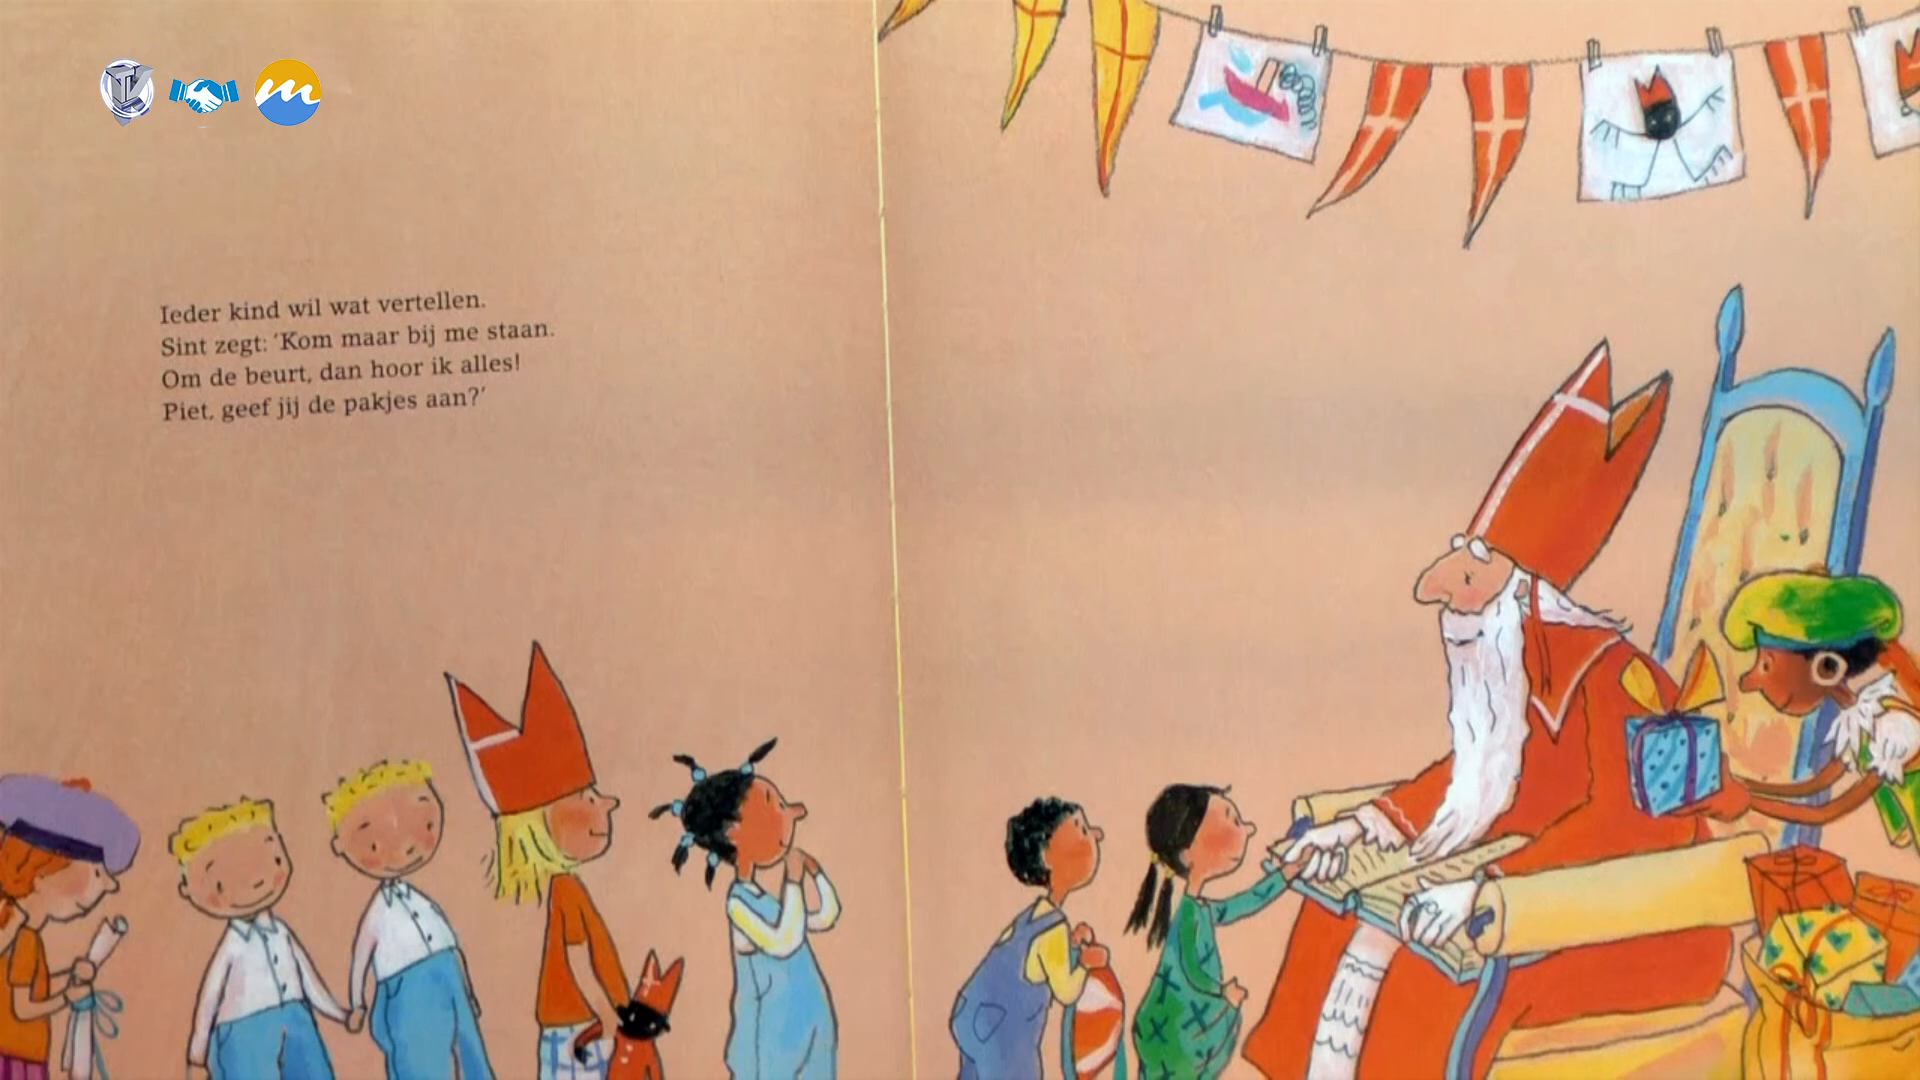 Ieder kind wil wat vertellen.
Sint zegt: 'Kom maar bij me staan.
Om de beurt, dan hoor ik alles!
Piet, geef jij de pakjes aan?'